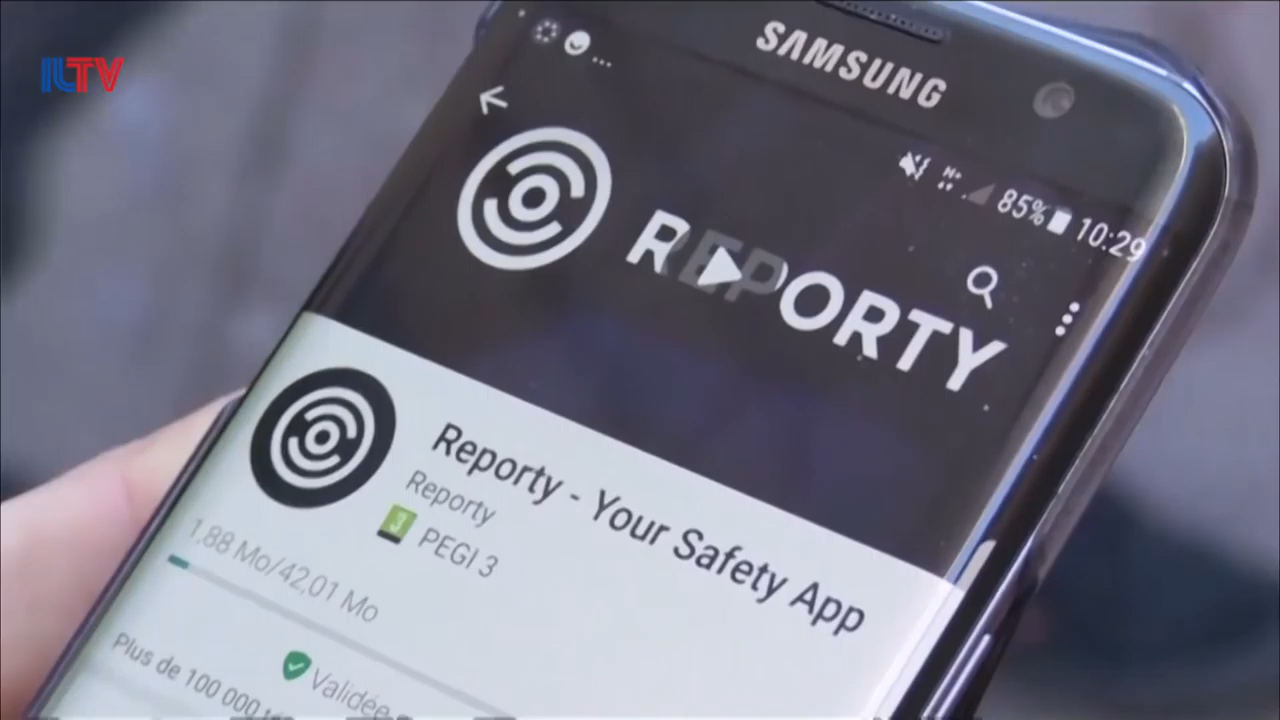 ILTV
SAMSUNG
85% 10:29
REPORTY
Reporty - Your Safety App
Reporty
3 PEGI 3
1,88 Mo/42,01 Mo
Validée
Plus de 100 000